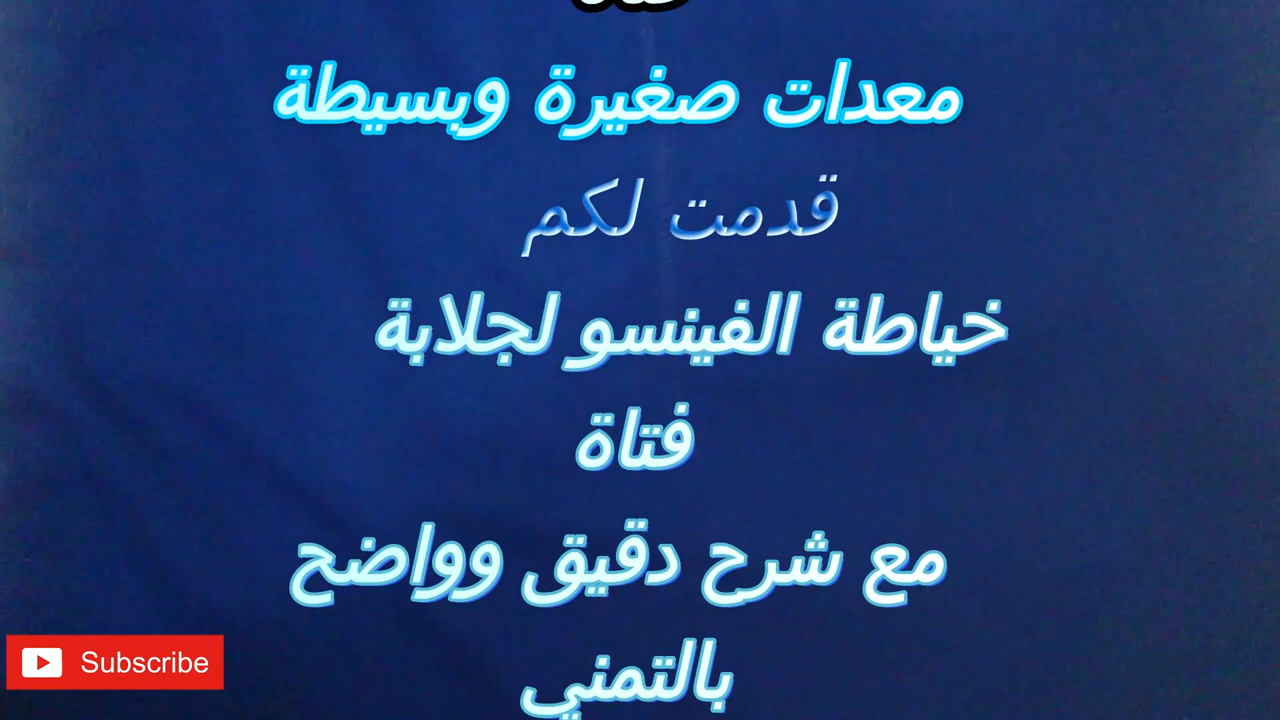 معدات صغيرة وبسيطة
قدمت لكم
خياطة الفينسو لجلابة
فتاة
مع شرح دقيق وواضح
بالتمني
Subscribe